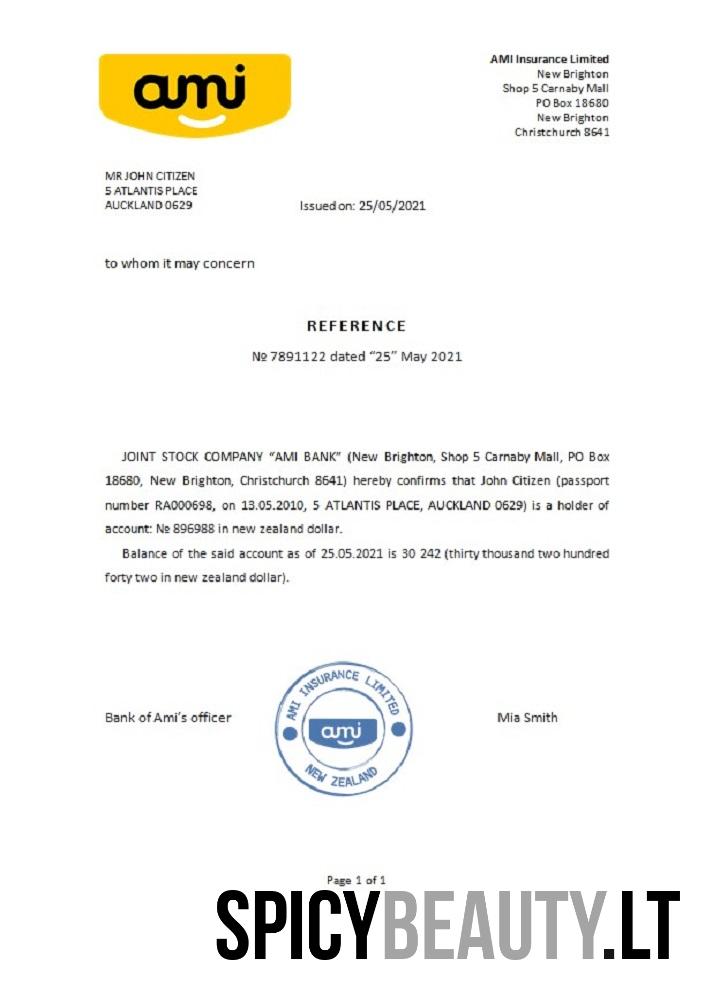 ami
AMI Insurance Limited
New Brighton
Shop 5 Carnaby Mall
PO Box 18680
New Brighton
Christchurch 8641
MR JOHN CITIZEN
5 ATLANTIS PLACE
AUCKLAND 0629
Issued on: 25/05/2021
to whom it may concern
REFERENCE
№ 7891122 dated “25” May 2021
JOINT STOCK COMPANY “AMI BANK” (New Brighton, Shop 5 Carnaby Mall, PO Box
18680, New Brighton, Christchurch 8641) hereby confirms that John Citizen (passport
number RA000698, on 13.05.2010, 5 ATLANTIS PLACE, AUCKLAND 0629) is a holder of
account: № 896988 in new zealand dollar.
Balance of the said account as of 25.05.2021 is 30 242 (thirty thousand two hundred
forty two in new zealand dollar).
Bank of Ami’s officer
AMI INSURANCE LIMITED
ami
NEW ZEALAND
Mia Smith
Page 1 of 1
SPICYBEAUTY.LT